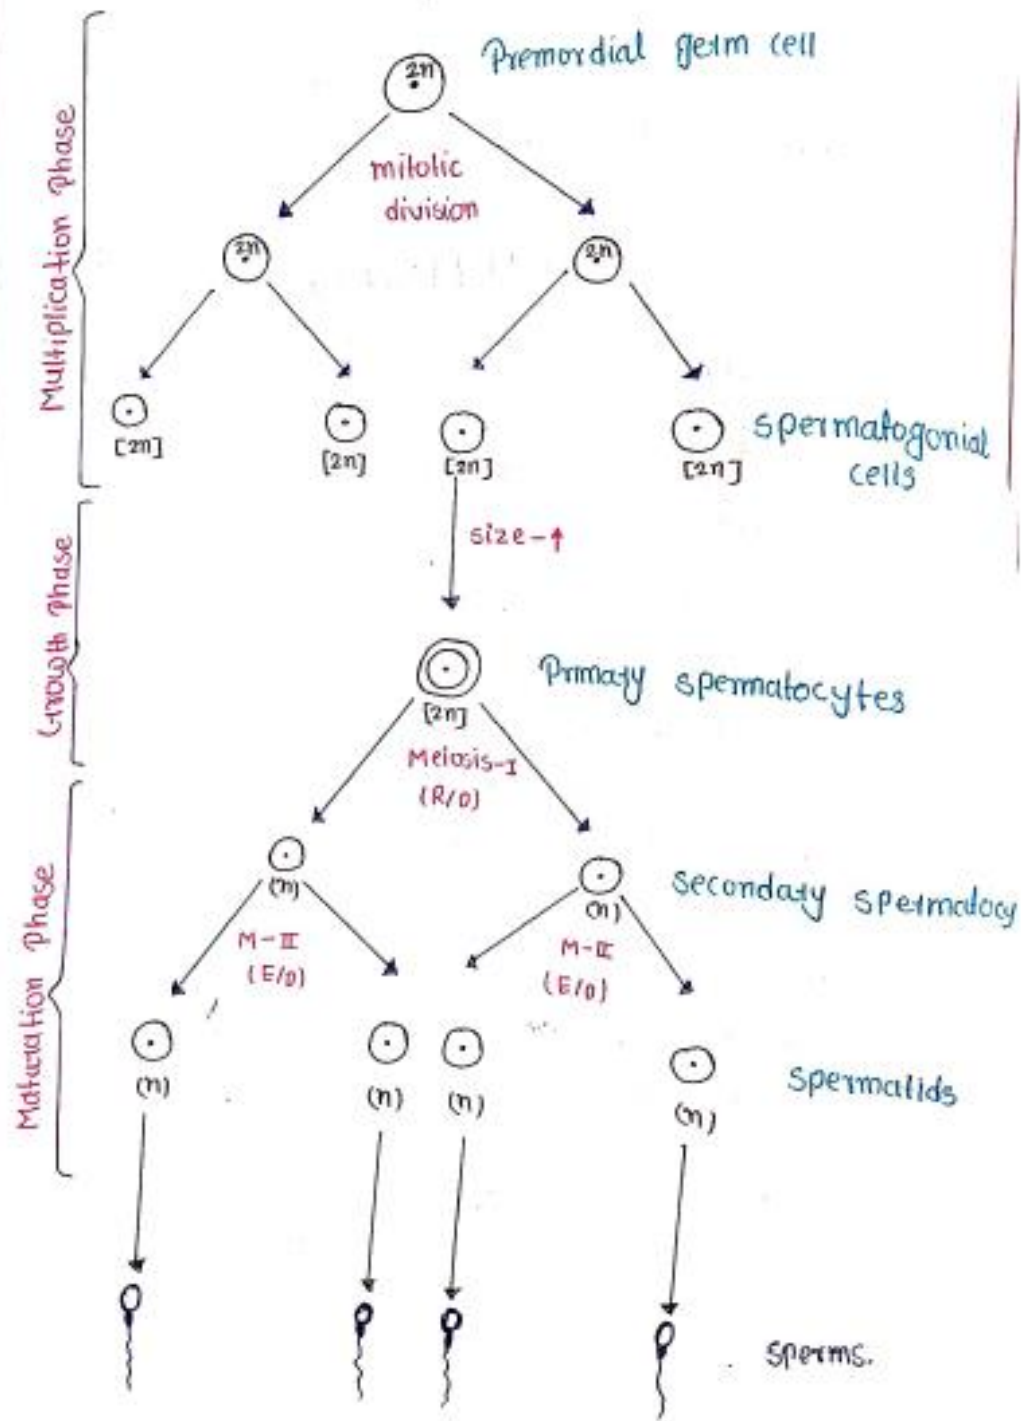 Premordial germ cell
2n
mitotic
division
Multiplication Phase
2n
2n
[2n]
[2n]
[2n]
[2n]
spermatogonial
cells
size-↑
Growth Phase
Primary spermatocytes
[2n]
Meiosis-I
(R/D)
Maturation Phase
(n)
(n)
secondary spermatocy
M-II
(E/D)
M-II
(E/D)
(n)
(n)
(n)
(n)
spermatids
sperms.